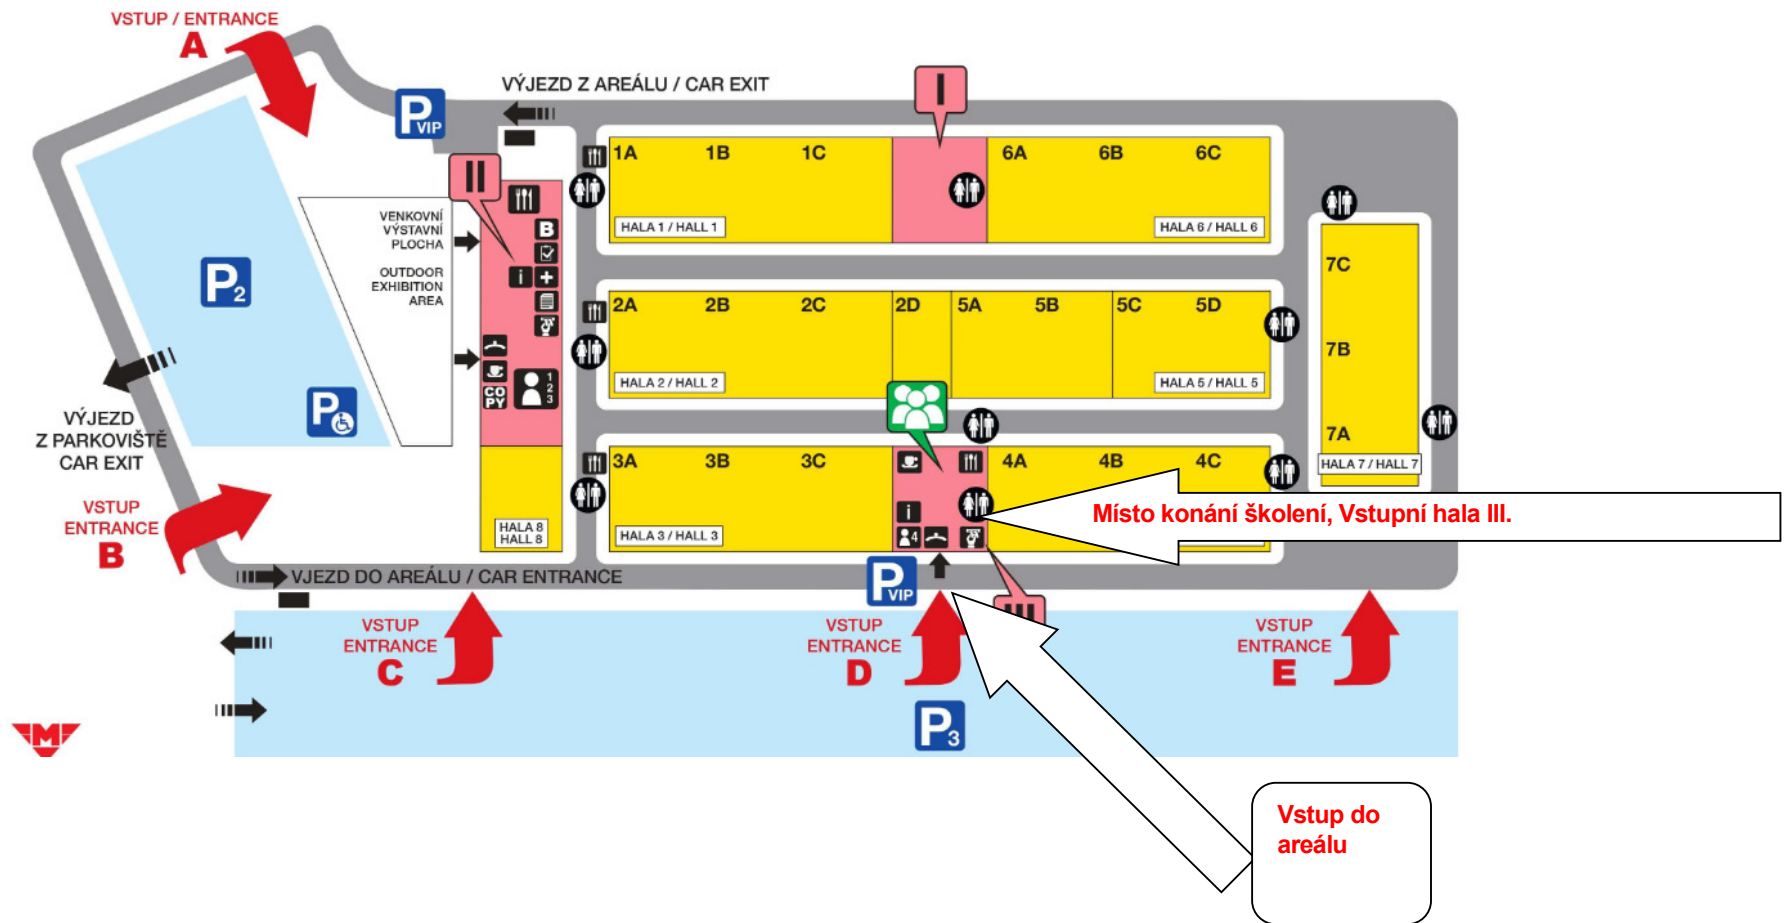 VSTUP / ENTRANCE
A
VÝJEZD Z AREÁLU / CAR EXIT
P VIP
I
II
1A 1B 1C 6A 6B 6C
HALA 1 / HALL 1
HALA 6 / HALL 6
VENKOVNÍ
VÝSTAVNÍ
PLOCHA
OUTDOOR
EXHIBITION
AREA
B
i
P2
2A 2B 2C 2D 5A 5B 5C 5D
HALA 2 / HALL 2
HALA 5 / HALL 5
7C
7B
7A
HALA 7 / HALL 7
CO
PY
1
2
3
P
VÝJEZD
Z PARKOVIŠTĚ
CAR EXIT
3A 3B 3C 4A 4B 4C
i
4
HALA 3 / HALL 3
HALA 8
HALL 8
Místo konání školení, Vstupní hala III.
VSTUP
ENTRANCE
B
VJEZD DO AREÁLU / CAR ENTRANCE
P VIP
III
VSTUP
ENTRANCE
C
VSTUP
ENTRANCE
D
VSTUP
ENTRANCE
E
P3
M
Vstup do
areálu